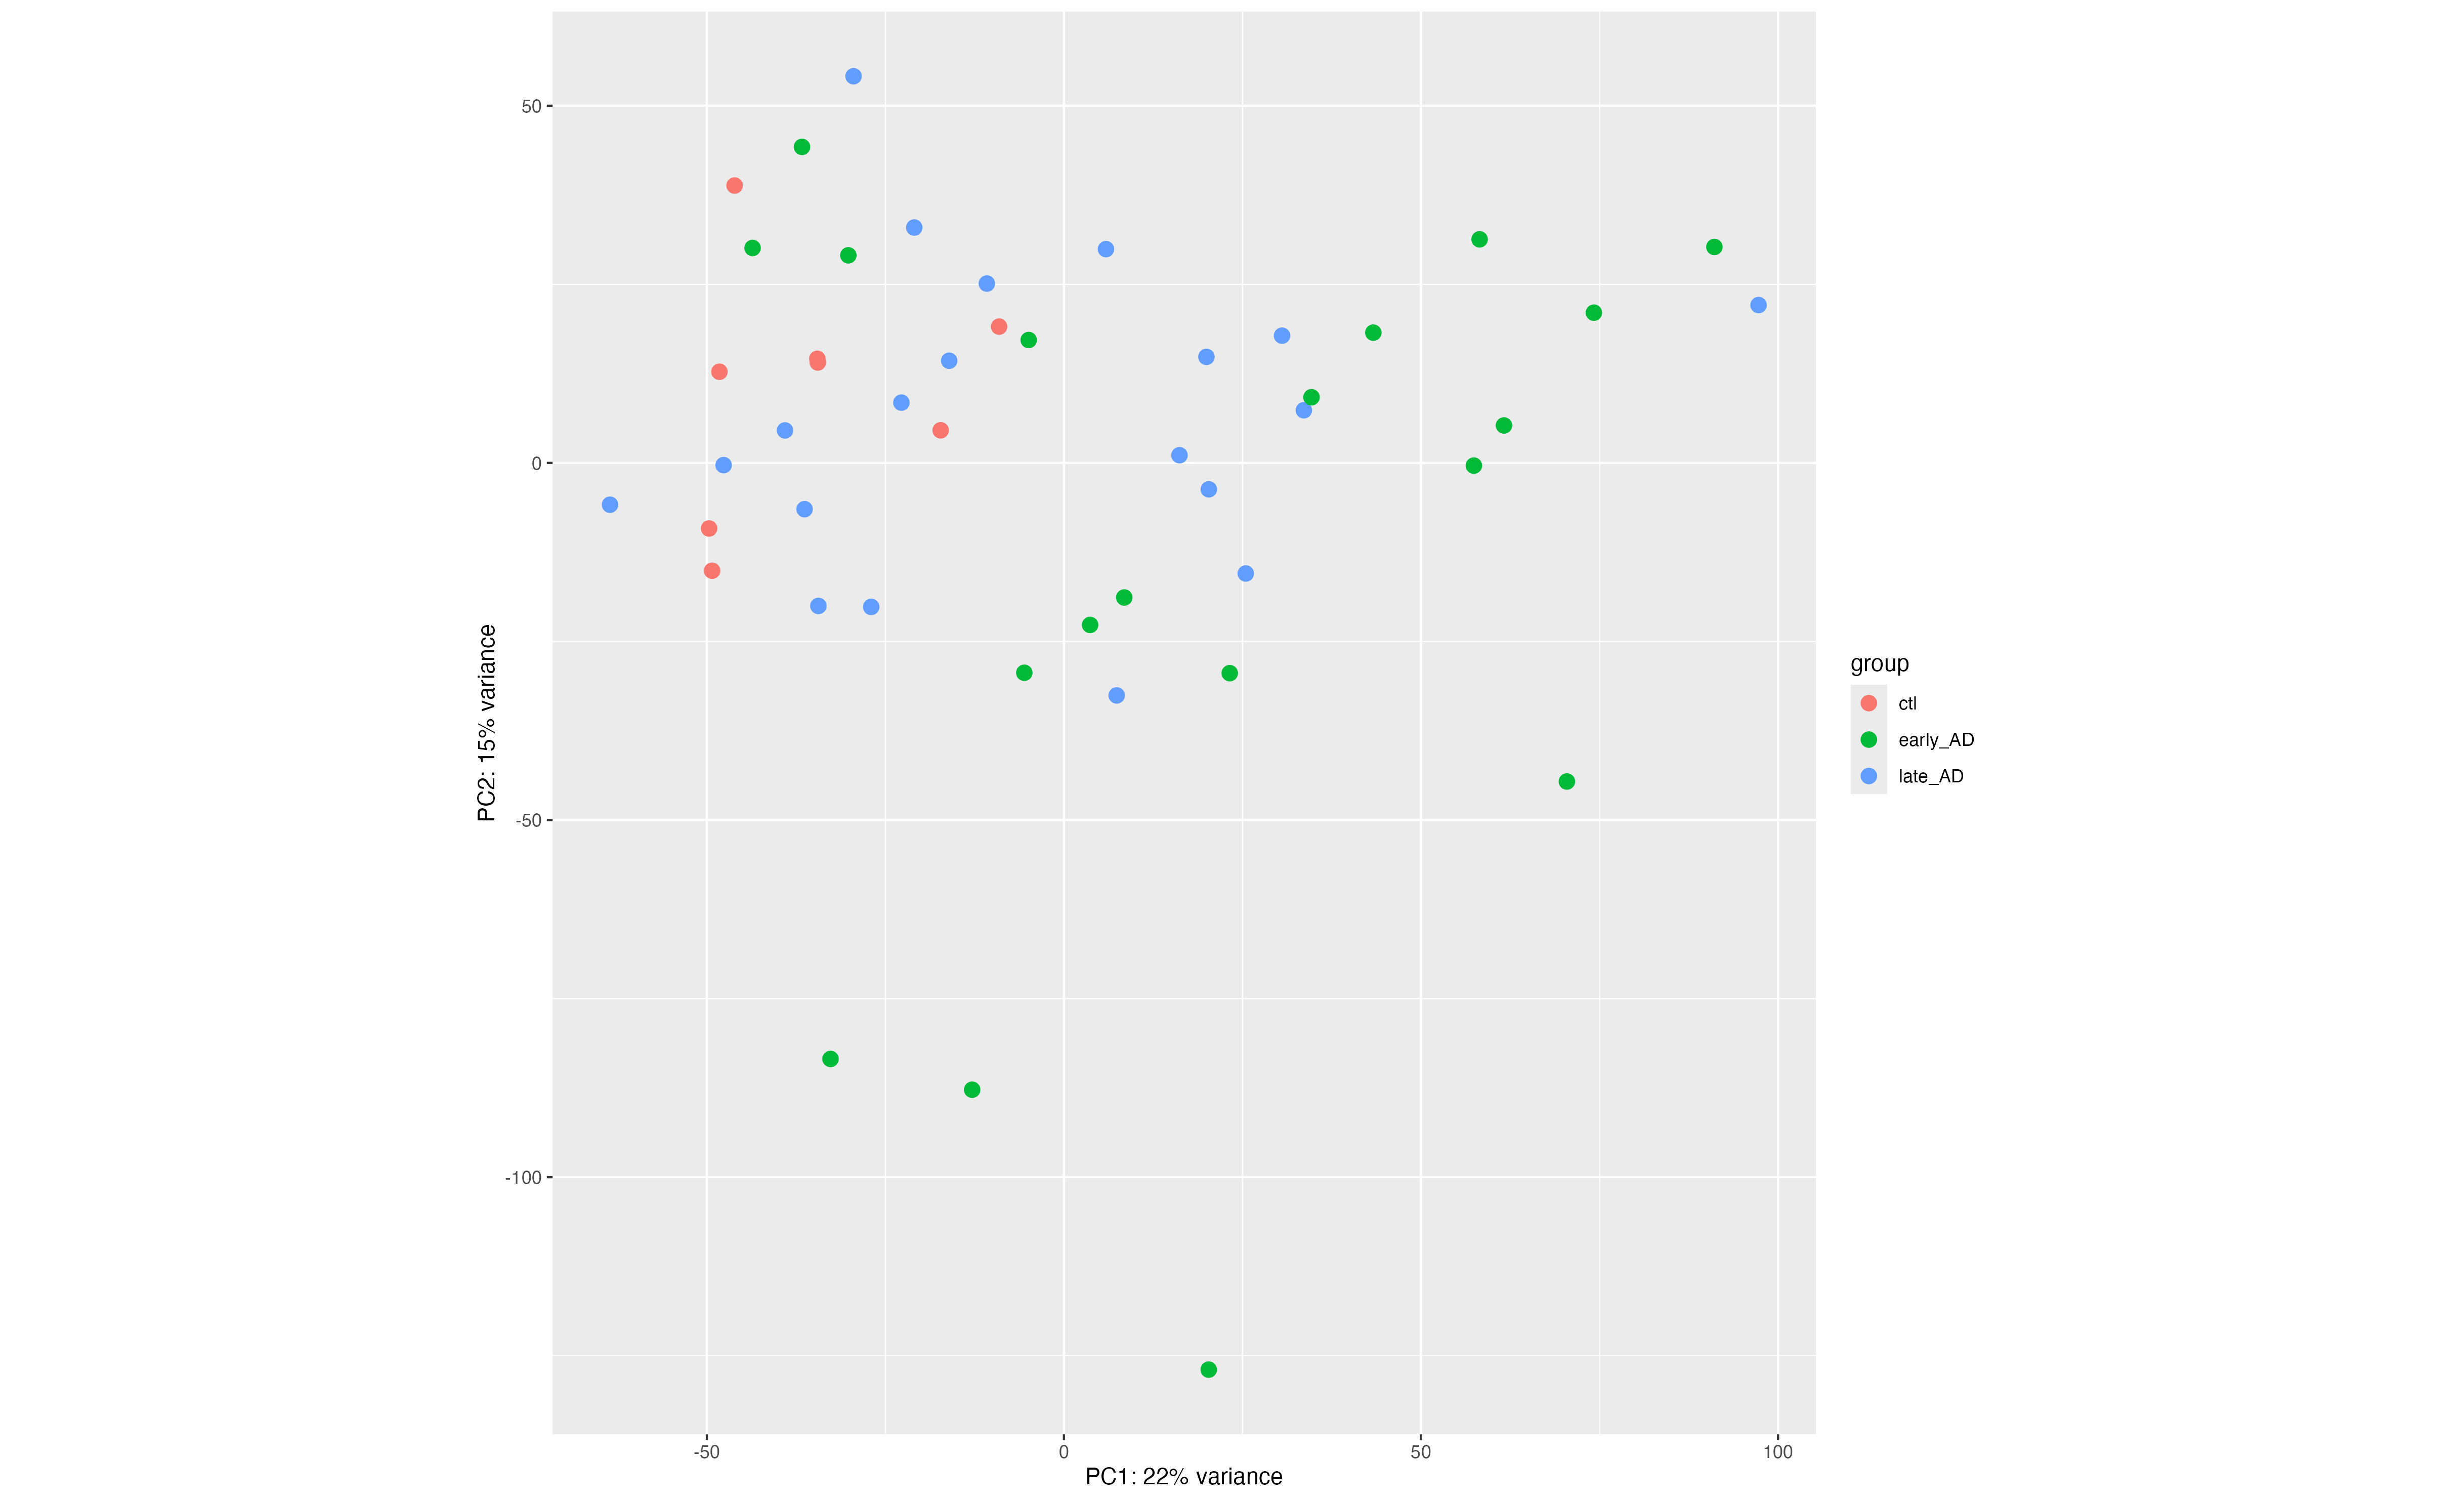 50
0
-50
-100
PC2: 15% variance
-50
0
50
100
PC1: 22% variance
group
ctl
early_AD
late_AD